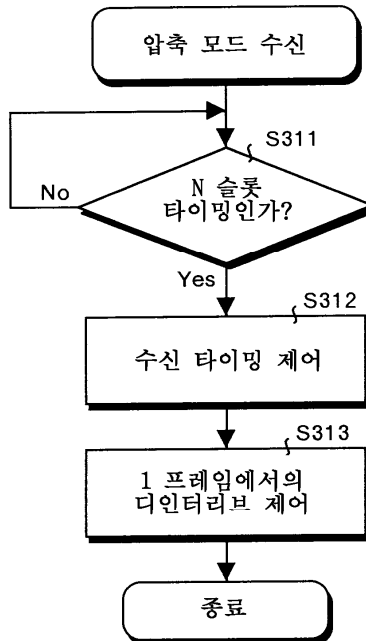 압축 모드 수신
S311
N 슬롯
타이밍인가?
No
Yes
S312
수신 타이밍 제어
S313
1 프레임에서의
디인터리브 제어
종료